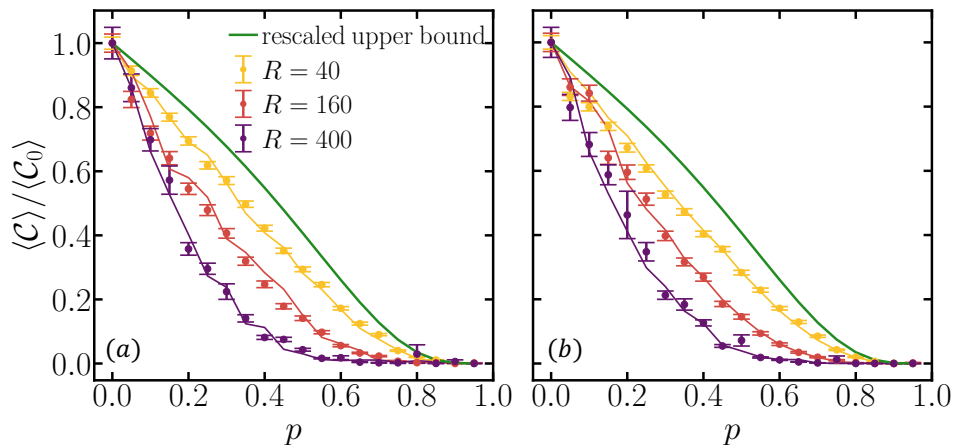 ⟨𝒞⟩/⟨𝒞₀⟩
1.0
0.8
0.6
0.4
0.2
0.0
rescaled upper bound
R = 40
R = 160
R = 400
(a)
(b)
0.0 0.2 0.4 0.6 0.8 1.0
0.0 0.2 0.4 0.6 0.8 1.0
p
p